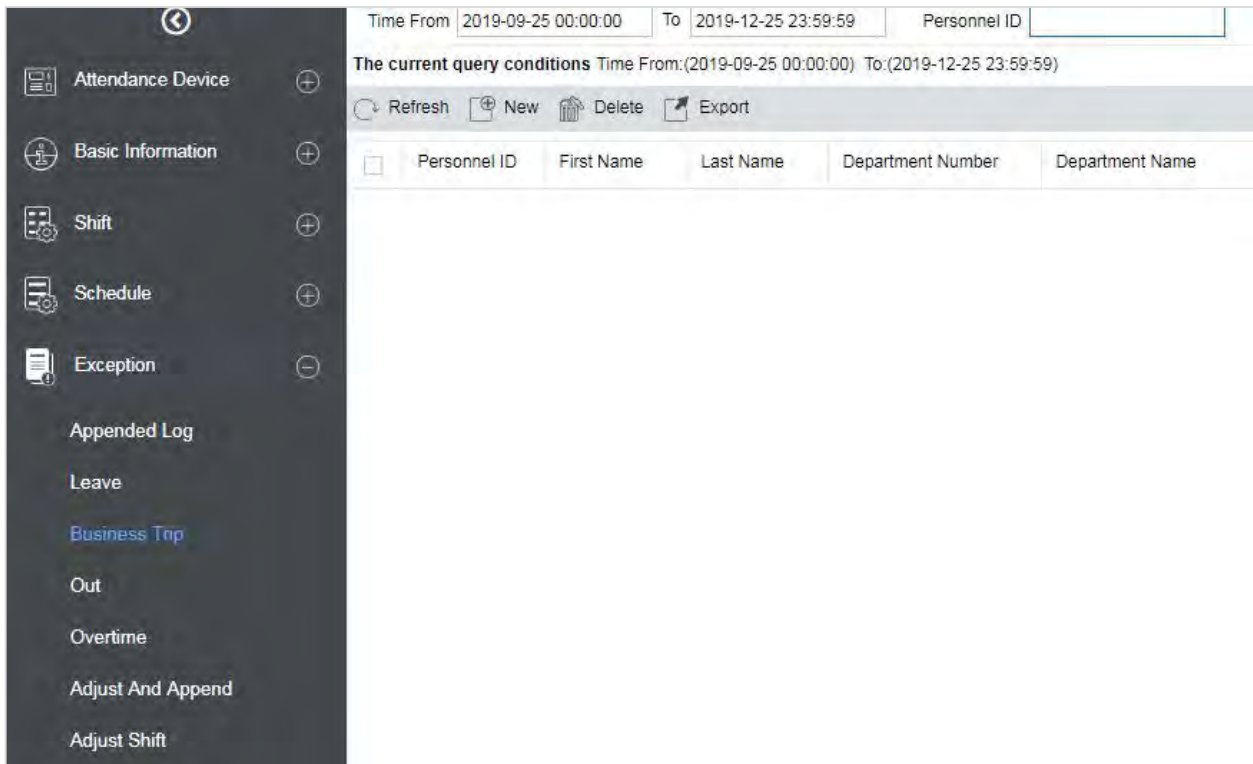 Time From 2019-09-25 00:00:00 To 2019-12-25 23:59:59 Personnel ID
The current query conditions Time From:(2019-09-25 00:00:00) To:(2019-12-25 23:59:59)
Refresh New Delete Export
Personnel ID First Name Last Name Department Number Department Name
Attendance Device
Basic Information
Shift
Schedule
Exception
Appended Log
Leave
Business Trip
Out
Overtime
Adjust And Append
Adjust Shift